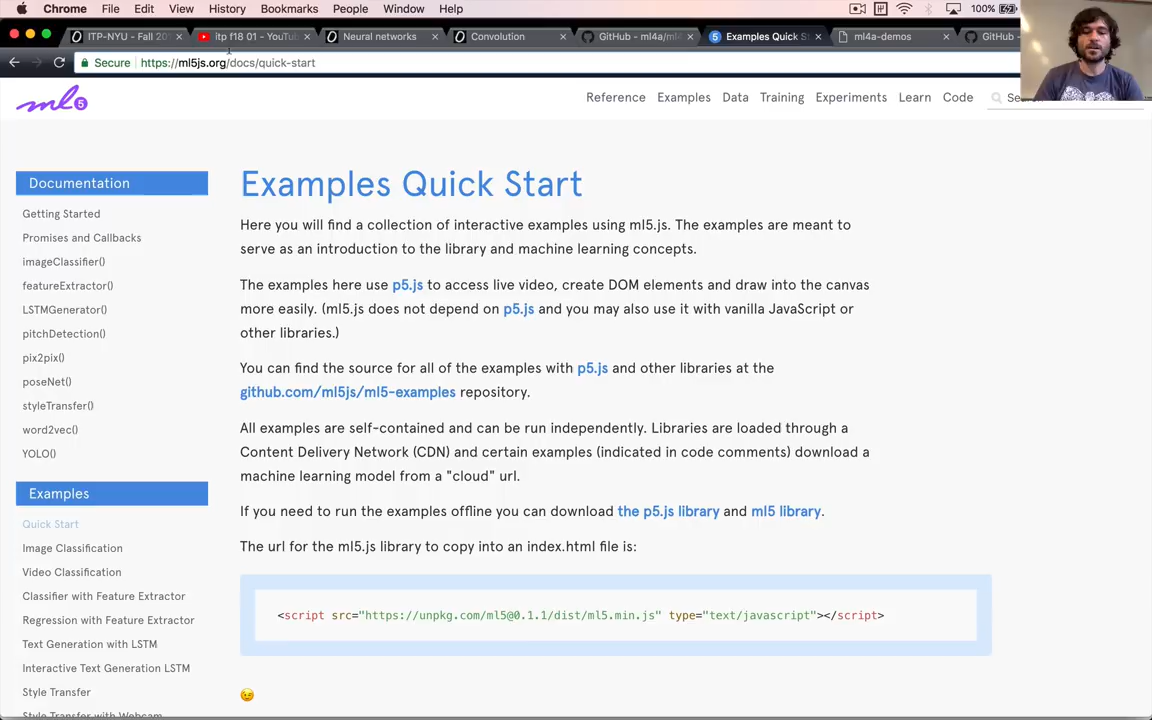 Chrome File Edit View History Bookmarks People Window Help 100%
ITP-NYU - Fall 20 itp f18 01 - YouTu Neural networks Convolution GitHub - ml4a/ml Examples Quick S ml4a-demos GitHub
Secure https://ml5js.org/docs/quick-start
ml5 Reference Examples Data Training Experiments Learn Code
Documentation
Getting Started
Promises and Callbacks
imageClassifier()
featureExtractor()
LSTMGenerator()
pitchDetection()
pix2pix()
poseNet()
styleTransfer()
word2vec()
YOLO()
Examples
Quick Start
Image Classification
Video Classification
Classifier with Feature Extractor
Regression with Feature Extractor
Text Generation with LSTM
Interactive Text Generation LSTM
Style Transfer
Style Transfer with Webcam
Examples Quick Start
Here you will find a collection of interactive examples using ml5.js. The examples are meant to
serve as an introduction to the library and machine learning concepts.
The examples here use p5.js to access live video, create DOM elements and draw into the canvas
more easily. (ml5.js does not depend on p5.js and you may also use it with vanilla JavaScript or
other libraries.)
You can find the source for all of the examples with p5.js and other libraries at the
github.com/ml5js/ml5-examples repository.
All examples are self-contained and can be run independently. Libraries are loaded through a
Content Delivery Network (CDN) and certain examples (indicated in code comments) download a
machine learning model from a "cloud" url.
If you need to run the examples offline you can download the p5.js library and ml5 library.
The url for the ml5.js library to copy into an index.html file is:
<script src="https://unpkg.com/ml5@0.1.1/dist/ml5.min.js" type="text/javascript"></script>